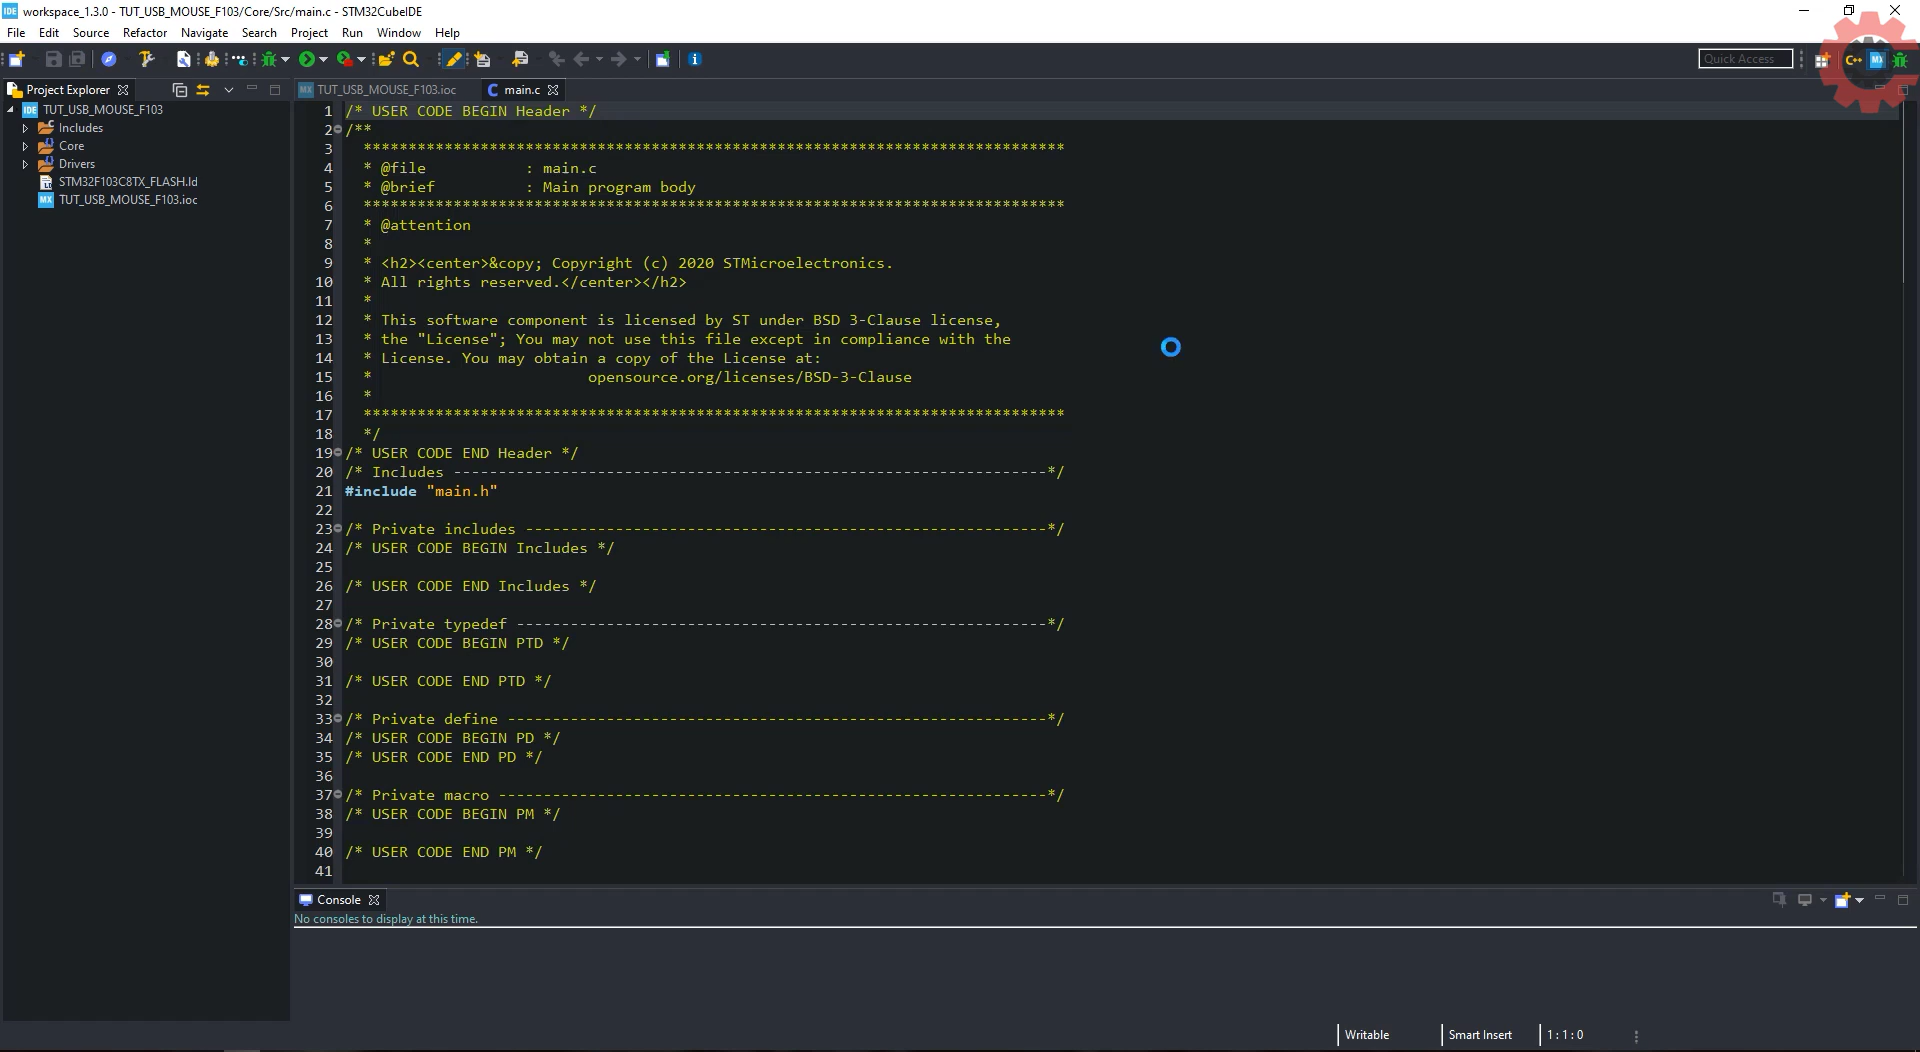 IDE workspace_1.3.0 - TUT_USB_MOUSE_F103/Core/Src/main.c - STM32CubeIDE
File Edit Source Refactor Navigate Search Project Run Window Help
Quick Access
C++ MX
Project Explorer
MX TUT_USB_MOUSE_F103.ioc
C main.c
IDE TUT_USB_MOUSE_F103
Includes
Core
Drivers
LD STM32F103C8TX_FLASH.ld
MX TUT_USB_MOUSE_F103.ioc
1 /* USER CODE BEGIN Header */
2 /**
3 ******************************************************************************
4 * @file : main.c
5 * @brief : Main program body
6 ******************************************************************************
7 * @attention
8 *
9 * <h2><center>&copy; Copyright (c) 2020 STMicroelectronics.
10 * All rights reserved.</center></h2>
11 *
12 * This software component is licensed by ST under BSD 3-Clause license,
13 * the "License"; You may not use this file except in compliance with the
14 * License. You may obtain a copy of the License at:
15 * opensource.org/licenses/BSD-3-Clause
16 *
17 ******************************************************************************
18 */
19 /* USER CODE END Header */
20 /* Includes ------------------------------------------------------------------*/
21 #include "main.h"
22
23 /* Private includes ----------------------------------------------------------*/
24 /* USER CODE BEGIN Includes */
25
26 /* USER CODE END Includes */
27
28 /* Private typedef -----------------------------------------------------------*/
29 /* USER CODE BEGIN PTD */
30
31 /* USER CODE END PTD */
32
33 /* Private define ------------------------------------------------------------*/
34 /* USER CODE BEGIN PD */
35 /* USER CODE END PD */
36
37 /* Private macro -------------------------------------------------------------*/
38 /* USER CODE BEGIN PM */
39
40 /* USER CODE END PM */
41
Console
No consoles to display at this time.
Writable Smart Insert 1 : 1 : 0